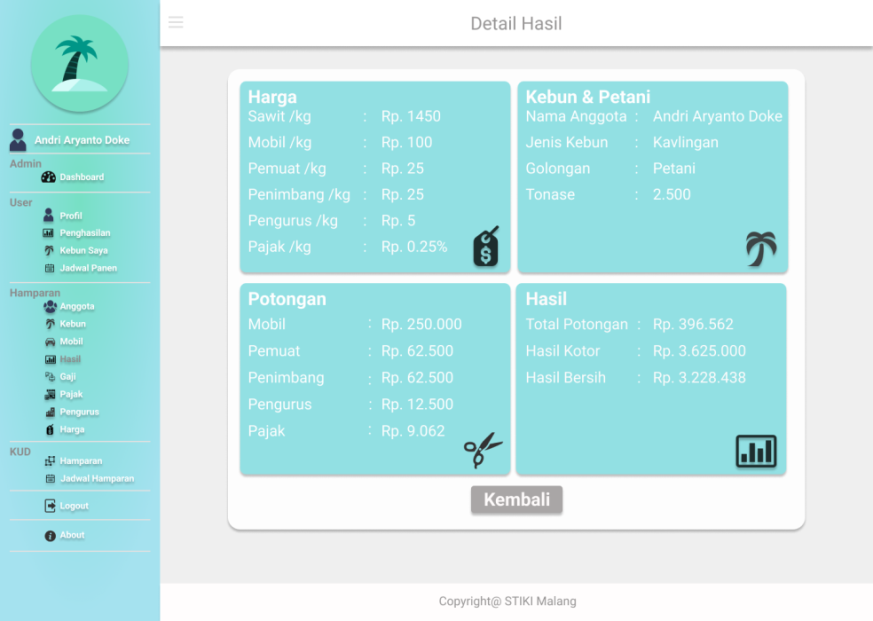 Detail Hasil
Andri Aryanto Doke
Admin
Dashboard
User
Profil
Penghasilan
Kebun Saya
Jadwal Panen
Hamparan
Anggota
Kebun
Mobil
Hasil
Gaji
Pajak
Pengurus
Harga
KUD
Hamparan
Jadwal Hamparan
Logout
About
Harga
Sawit /kg : Rp. 1450
Mobil /kg : Rp. 100
Pemuat /kg : Rp. 25
Penimbang /kg : Rp. 25
Pengurus /kg : Rp. 5
Pajak /kg : Rp. 0.25%
Kebun & Petani
Nama Anggota : Andri Aryanto Doke
Jenis Kebun : Kavlingan
Golongan : Petani
Tonase : 2.500
Potongan
Mobil : Rp. 250.000
Pemuat : Rp. 62.500
Penimbang : Rp. 62.500
Pengurus : Rp. 12.500
Pajak : Rp. 9.062
Hasil
Total Potongan : Rp. 396.562
Hasil Kotor : Rp. 3.625.000
Hasil Bersih : Rp. 3.228.438
Kembali
Copyright@ STIKI Malang